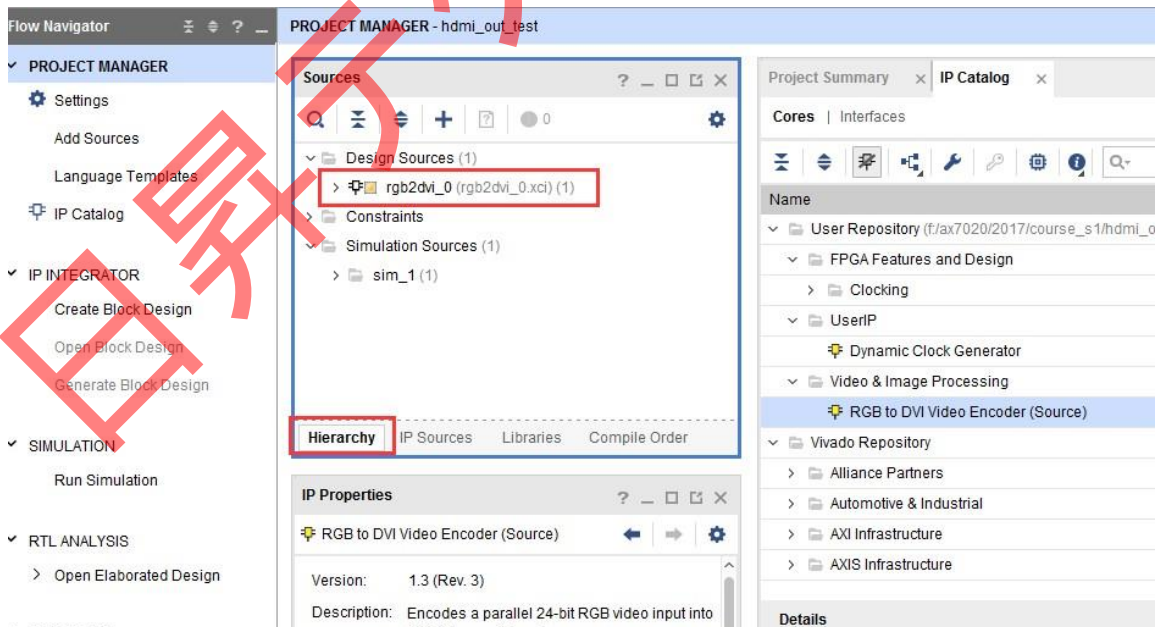 Flow Navigator
PROJECT MANAGER - hdmi_out_test
PROJECT MANAGER
Settings
Add Sources
Language Templates
IP Catalog
IP INTEGRATOR
Create Block Design
Open Block Design
Generate Block Design
SIMULATION
Run Simulation
RTL ANALYSIS
Open Elaborated Design
Sources
0
Design Sources (1)
rgb2dvi_0 (rgb2dvi_0.xci) (1)
Constraints
Simulation Sources (1)
sim_1 (1)
Hierarchy IP Sources Libraries Compile Order
IP Properties
RGB to DVI Video Encoder (Source)
Version: 1.3 (Rev. 3)
Description: Encodes a parallel 24-bit RGB video input into
Project Summary IP Catalog
Cores | Interfaces
Name
User Repository (f:/ax7020/2017/course_s1/hdmi_o
FPGA Features and Design
Clocking
UserIP
Dynamic Clock Generator
Video & Image Processing
RGB to DVI Video Encoder (Source)
Vivado Repository
Alliance Partners
Automotive & Industrial
AXI Infrastructure
AXIS Infrastructure
Details
日昇